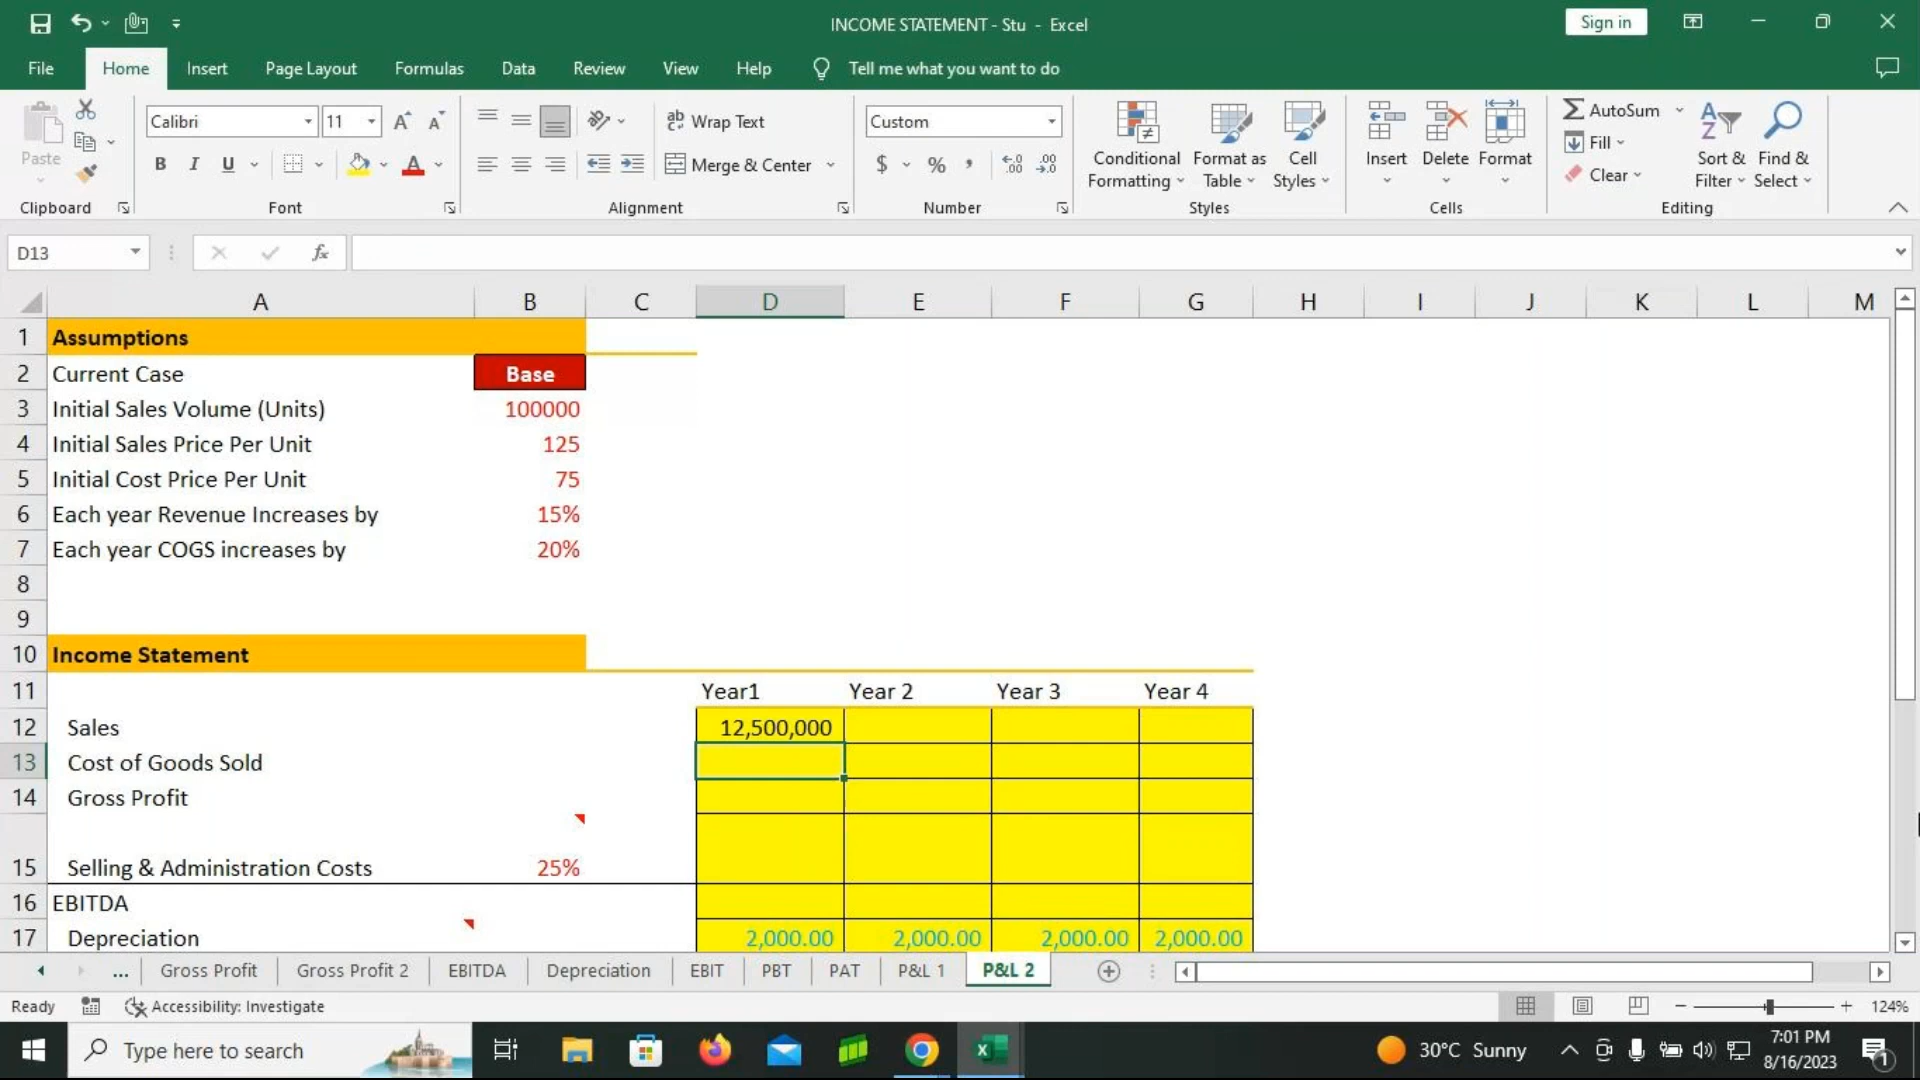 INCOME STATEMENT - Stu - Excel
Sign in
File Home Insert Page Layout Formulas Data Review View Help Tell me what you want to do
Paste
Clipboard
Calibri 11
B I U
Font
Wrap Text
Merge & Center
Alignment
Custom
$ % ,
Number
Conditional Formatting
Format as Table
Cell Styles
Styles
Insert Delete Format
Cells
AutoSum
Fill
Clear
Sort & Filter
Find & Select
Editing
D13 fx
A B C D E F G H I J K L M
1 Assumptions
2 Current Case Base
3 Initial Sales Volume (Units) 100000
4 Initial Sales Price Per Unit 125
5 Initial Cost Price Per Unit 75
6 Each year Revenue Increases by 15%
7 Each year COGS increases by 20%
8
9
10 Income Statement
11 Year1 Year 2 Year 3 Year 4
12 Sales 12,500,000
13 Cost of Goods Sold
14 Gross Profit
15 Selling & Administration Costs 25%
16 EBITDA
17 Depreciation 2,000.00 2,000.00 2,000.00 2,000.00
... Gross Profit Gross Profit 2 EBITDA Depreciation EBIT PBT PAT P&L 1 P&L 2
Ready Accessibility: Investigate 124%
Type here to search 30°C Sunny 7:01 PM
8/16/2023
1